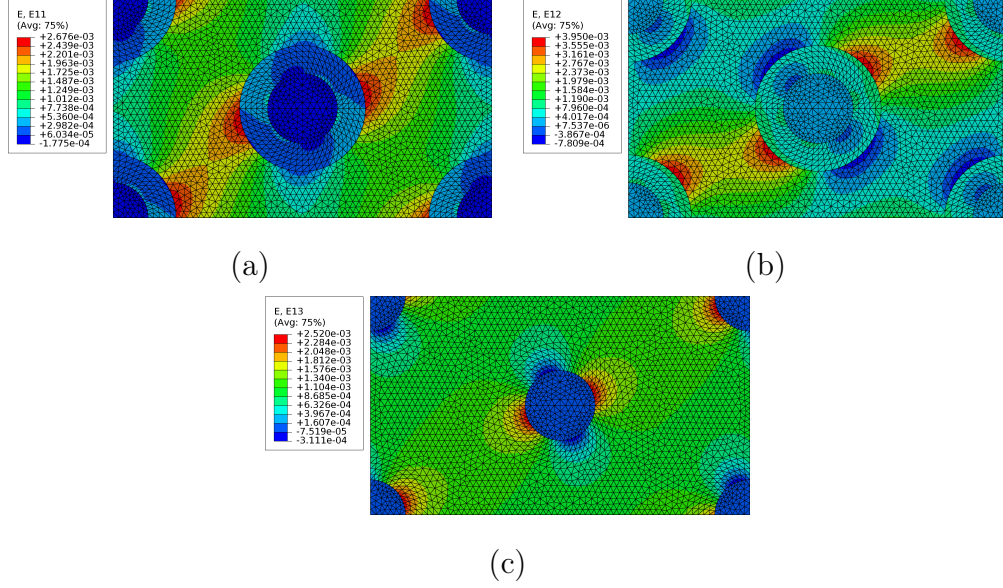 E, E11
(Avg: 75%)
+2.676e-03
+2.439e-03
+2.201e-03
+1.963e-03
+1.725e-03
+1.487e-03
+1.249e-03
+1.012e-03
+7.738e-04
+5.360e-04
+2.982e-04
+6.034e-05
-1.775e-04
(a)
E, E12
(Avg: 75%)
+3.950e-03
+3.555e-03
+3.161e-03
+2.767e-03
+2.373e-03
+1.979e-03
+1.584e-03
+1.190e-03
+7.960e-04
+4.017e-04
+7.537e-06
-3.867e-04
-7.809e-04
(b)
E, E13
(Avg: 75%)
+2.520e-03
+2.284e-03
+2.048e-03
+1.812e-03
+1.576e-03
+1.340e-03
+1.104e-03
+8.685e-04
+6.326e-04
+3.967e-04
+1.607e-04
-7.519e-05
-3.111e-04
(c)